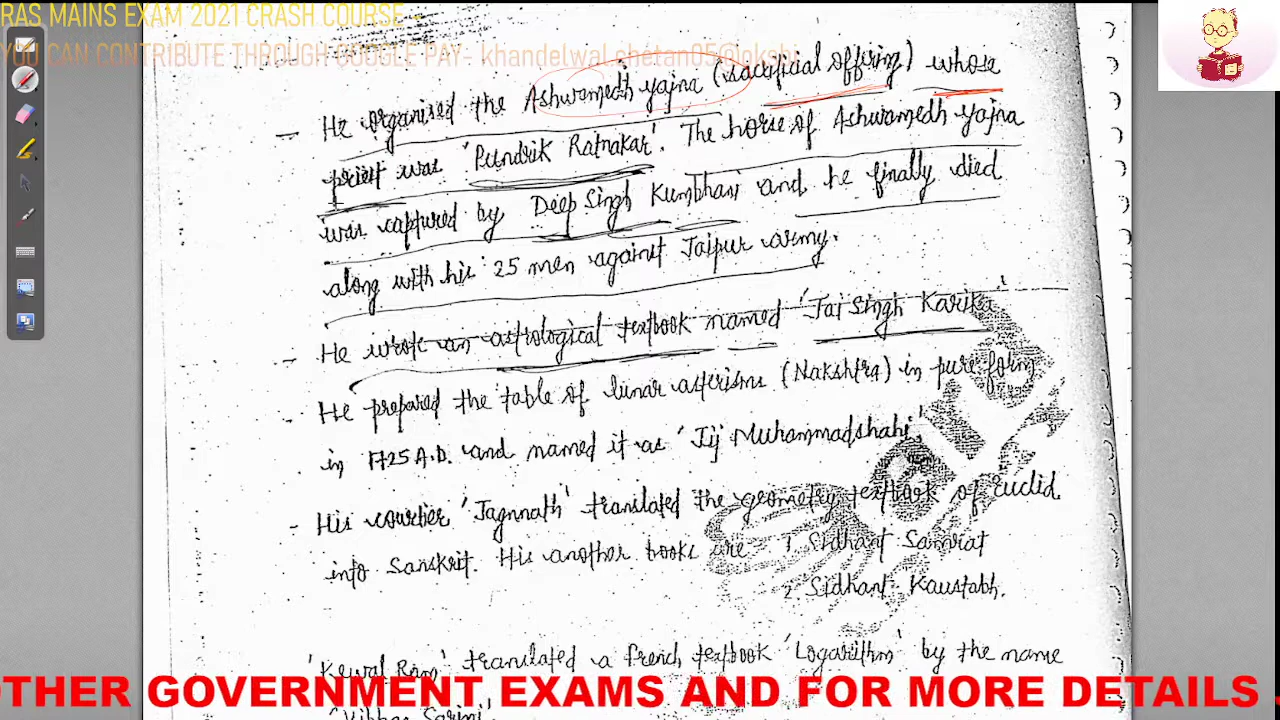 RAS MAINS EXAM 2021 CRASH COURSE -
YOU CAN CONTRIBUTE THROUGH GOOGLE PAY- khandelwal.chetan05@oksbi
- He organised the Ashwamedh yajna (sacrificial offering) whose
priest was 'Pundrik Ratnakar'. The horse of Ashwamedh yajna
was captured by Deep Singh Kumbhani and he finally died
along with his 25 men against Jaipur army.
- He wrote an astrological textbook named 'Jai Singh Karika'
- He prepared the table of lunar asterisms (Nakshtra) in pure form
in 1725 A.D. and named it as 'Jij Muhammadshahi'
- His courtier 'Jagnnath' translated the geometry textbook of Euclid
into Sanskrit. His another books are 1. Sidhant Samrat
2. Sidhant Kaustabh.
'Kewal Ram' translated a french textbook 'Logarithm' by the name
OTHER GOVERNMENT EXAMS AND FOR MORE DETAILS